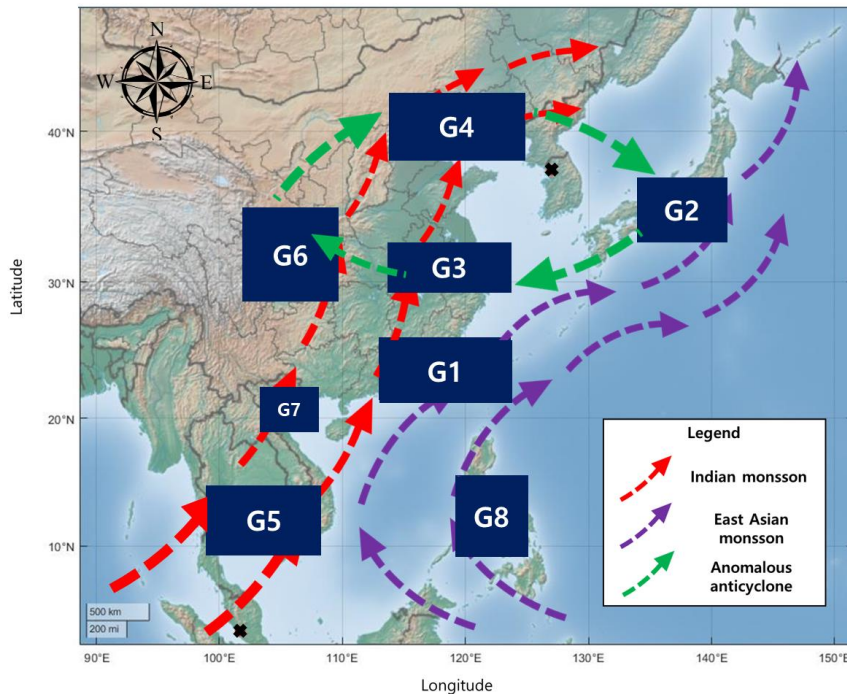 N
W E
S
40°N
G4
G2
G6
G3
30°N
G1
G7
20°N
Legend
Indian monsson
East Asian
monsson
Anomalous
anticyclone
G5
G8
10°N
500 km
200 mi
90°E 100°E 110°E 120°E 130°E 140°E 150°E
Latitude
Longitude